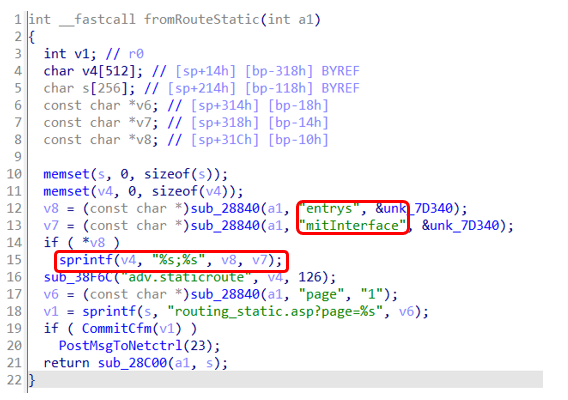 1 int __fastcall fromRouteStatic(int a1)
2 {
3 int v1; // r0
4 char v4[512]; // [sp+14h] [bp-318h] BYREF
5 char s[256]; // [sp+214h] [bp-118h] BYREF
6 const char *v6; // [sp+314h] [bp-18h]
7 const char *v7; // [sp+318h] [bp-14h]
8 const char *v8; // [sp+31Ch] [bp-10h]
9
10 memset(s, 0, sizeof(s));
11 memset(v4, 0, sizeof(v4));
12 v8 = (const char *)sub_28840(a1, "entrys", &unk_7D340);
13 v7 = (const char *)sub_28840(a1, "mitInterface", &unk_7D340);
14 if ( *v8 )
15 sprintf(v4, "%s;%s", v8, v7);
16 sub_38F6C("adv.staticroute", v4, 126);
17 v6 = (const char *)sub_28840(a1, "page", "1");
18 v1 = sprintf(s, "routing_static.asp?page=%s", v6);
19 if ( CommitCfm(v1) )
20 PostMsgToNetctrl(23);
21 return sub_28C00(a1, s);
22 }